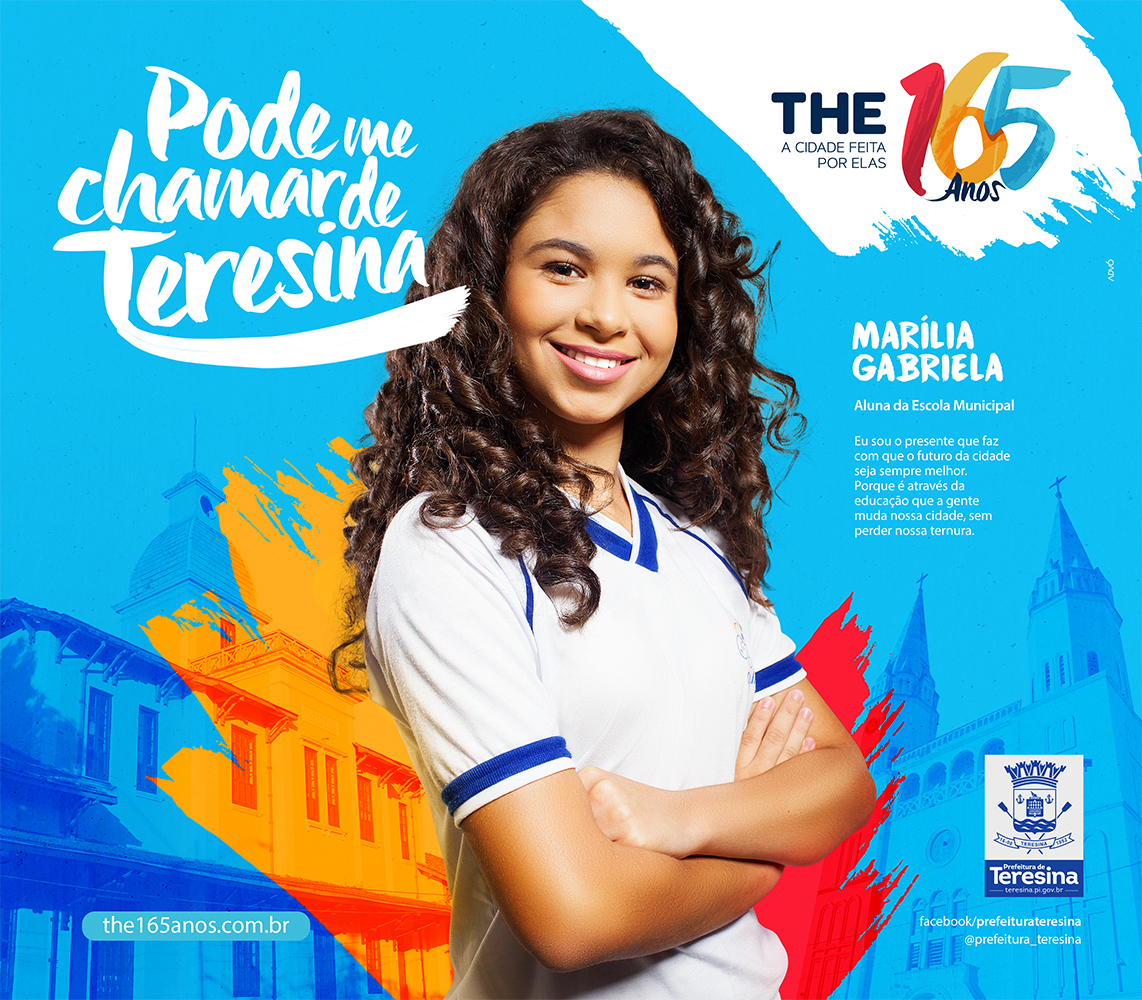 Pode me
chamar de
Teresina
THE
A CIDADE FEITA
POR ELAS
165
Anos
ADVÔ
MARÍLIA
GABRIELA
Aluna da Escola Municipal
Eu sou o presente que faz
com que o futuro da cidade
seja sempre melhor.
Porque é através da
educação que a gente
muda nossa cidade, sem
perder nossa ternura.
TERESINA
1852
Prefeitura de
Teresina
teresina.pi.gov.br
the165anos.com.br
facebook/prefeiturateresina
@prefeitura_teresina